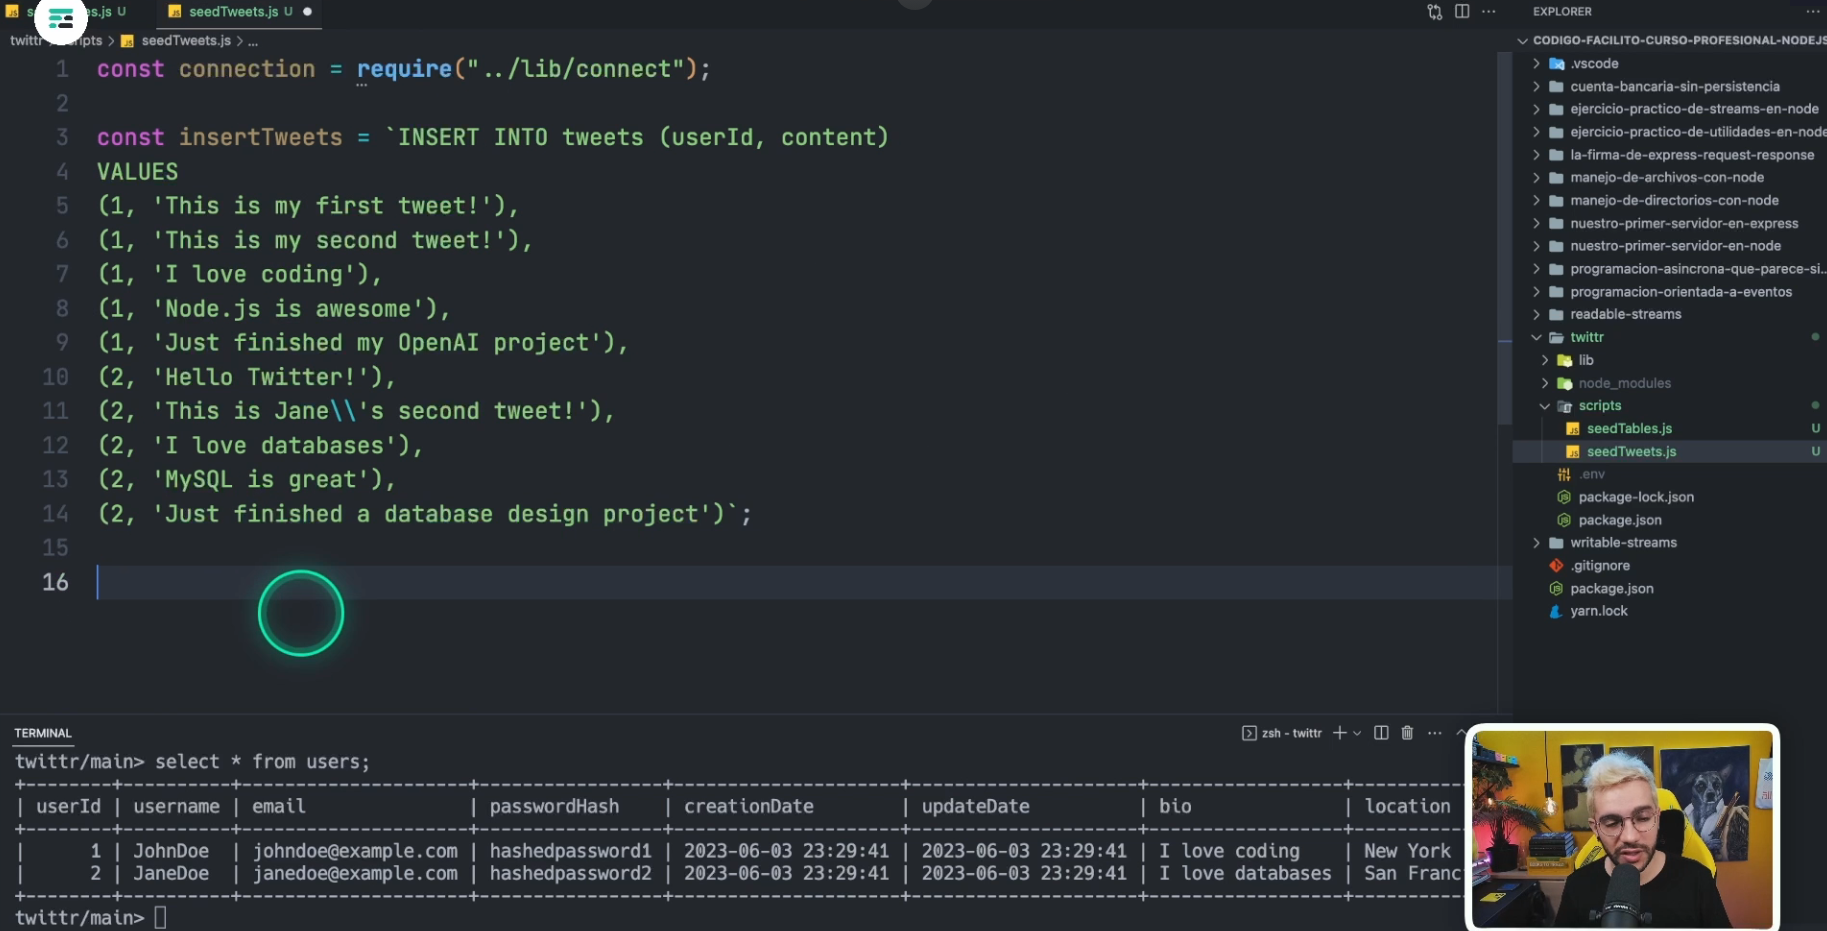 es.js U
seedTweets.js U
twittr
scripts > seedTweets.js > ...
1 const connection = require("../lib/connect");
2
3 const insertTweets = `INSERT INTO tweets (userId, content)
4 VALUES
5 (1, 'This is my first tweet!'),
6 (1, 'This is my second tweet!'),
7 (1, 'I love coding'),
8 (1, 'Node.js is awesome'),
9 (1, 'Just finished my OpenAI project'),
10 (2, 'Hello Twitter!'),
11 (2, 'This is Jane\\'s second tweet!'),
12 (2, 'I love databases'),
13 (2, 'MySQL is great'),
14 (2, 'Just finished a database design project')`;
15
16
EXPLORER
CODIGO-FACILITO-CURSO-PROFESIONAL-NODEJS
.vscode
cuenta-bancaria-sin-persistencia
ejercicio-practico-de-streams-en-node
ejercicio-practico-de-utilidades-en-node
la-firma-de-express-request-response
manejo-de-archivos-con-node
manejo-de-directorios-con-node
nuestro-primer-servidor-en-express
nuestro-primer-servidor-en-node
programacion-asincrona-que-parece-si...
programacion-orientada-a-eventos
readable-streams
twittr
lib
node_modules
scripts
seedTables.js U
seedTweets.js U
.env
package-lock.json
package.json
writable-streams
.gitignore
package.json
yarn.lock
TERMINAL
zsh - twittr
twittr/main> select * from users;
| userId | username | email | passwordHash | creationDate | updateDate | bio | location
| 1 | JohnDoe | johndoe@example.com | hashedpassword1 | 2023-06-03 23:29:41 | 2023-06-03 23:29:41 | I love coding | New York
| 2 | JaneDoe | janedoe@example.com | hashedpassword2 | 2023-06-03 23:29:41 | 2023-06-03 23:29:41 | I love databases | San Franc
twittr/main>